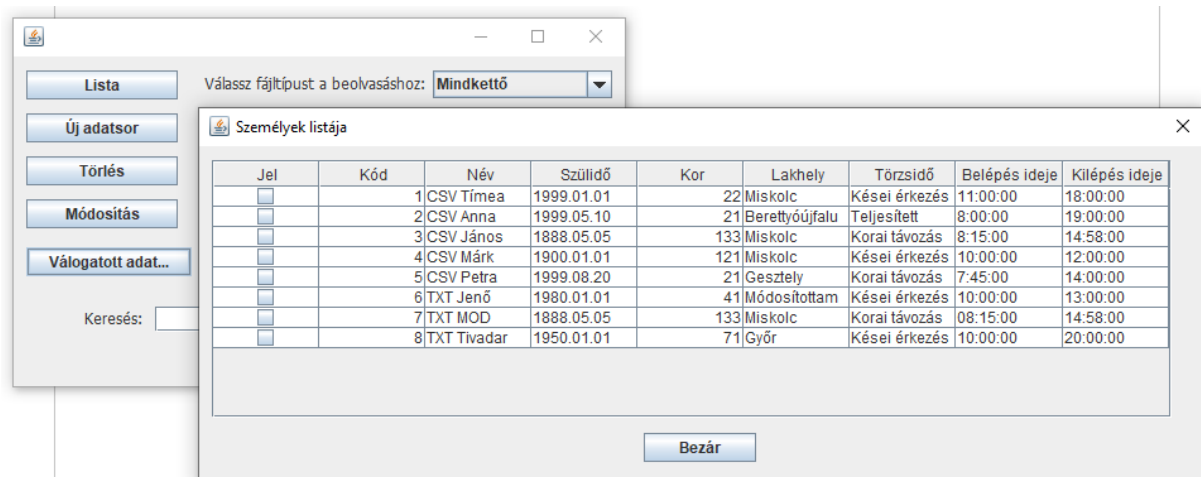 Lista
Válassz fájltípust a beolvasáshoz: Mindkettő
Új adatsor
Törlés
Módosítás
Válogatott adat...
Keresés:
Személyek listája
Jel Kód Név Szülidő Kor Lakhely Törzsidő Belépés ideje Kilépés ideje
1 CSV Tímea 1999.01.01 22 Miskolc Kései érkezés 11:00:00 18:00:00
2 CSV Anna 1999.05.10 21 Berettyóújfalu Teljesített 8:00:00 19:00:00
3 CSV János 1888.05.05 133 Miskolc Korai távozás 8:15:00 14:58:00
4 CSV Márk 1900.01.01 121 Miskolc Kései érkezés 10:00:00 12:00:00
5 CSV Petra 1999.08.20 21 Gesztely Korai távozás 7:45:00 14:00:00
6 TXT Jenő 1980.01.01 41 Módosítottam Kései érkezés 10:00:00 13:00:00
7 TXT MOD 1888.05.05 133 Miskolc Korai távozás 08:15:00 14:58:00
8 TXT Tivadar 1950.01.01 71 Győr Kései érkezés 10:00:00 20:00:00
Bezár